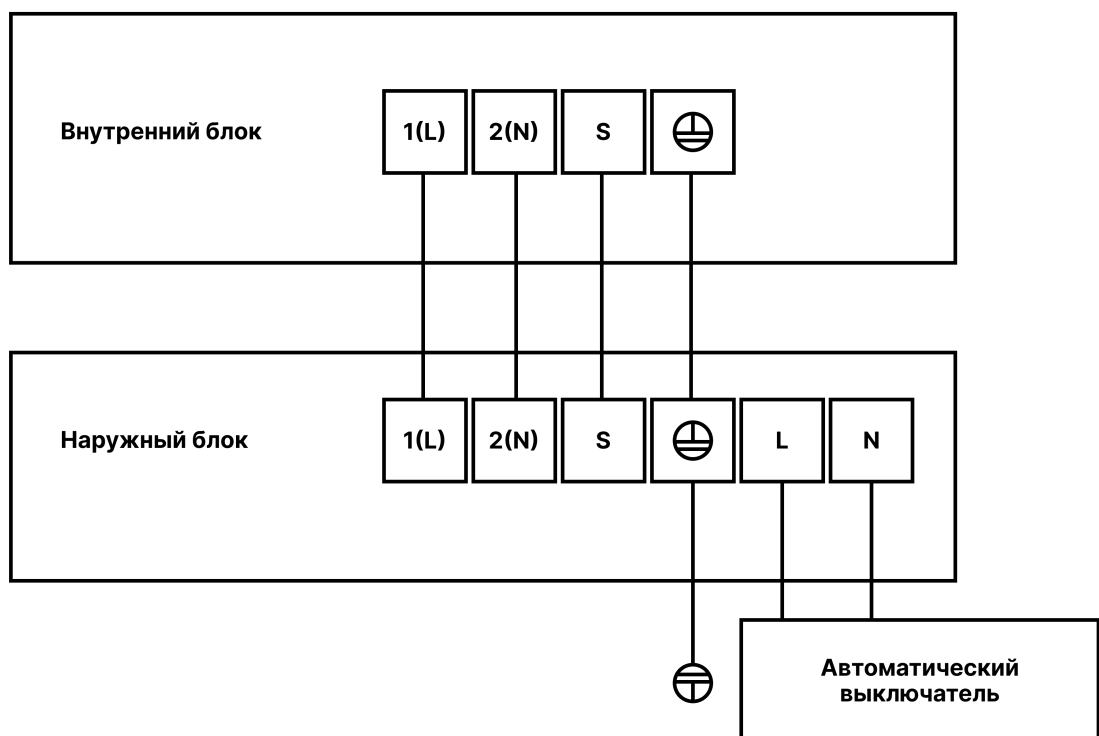 Внутренний блок 1(L) 2(N) S
Наружный блок 1(L) 2(N) S L N
Автоматический
выключатель